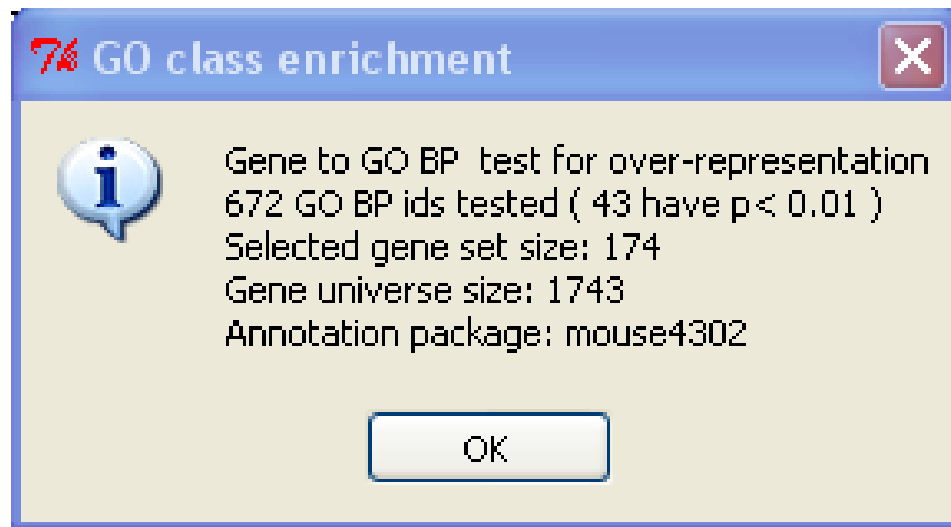 GO class enrichment
Gene to GO BP  test for over-representation
672 GO BP ids tested ( 43 have p< 0.01 )
Selected gene set size: 174
Gene universe size: 1743
Annotation package: mouse4302
OK